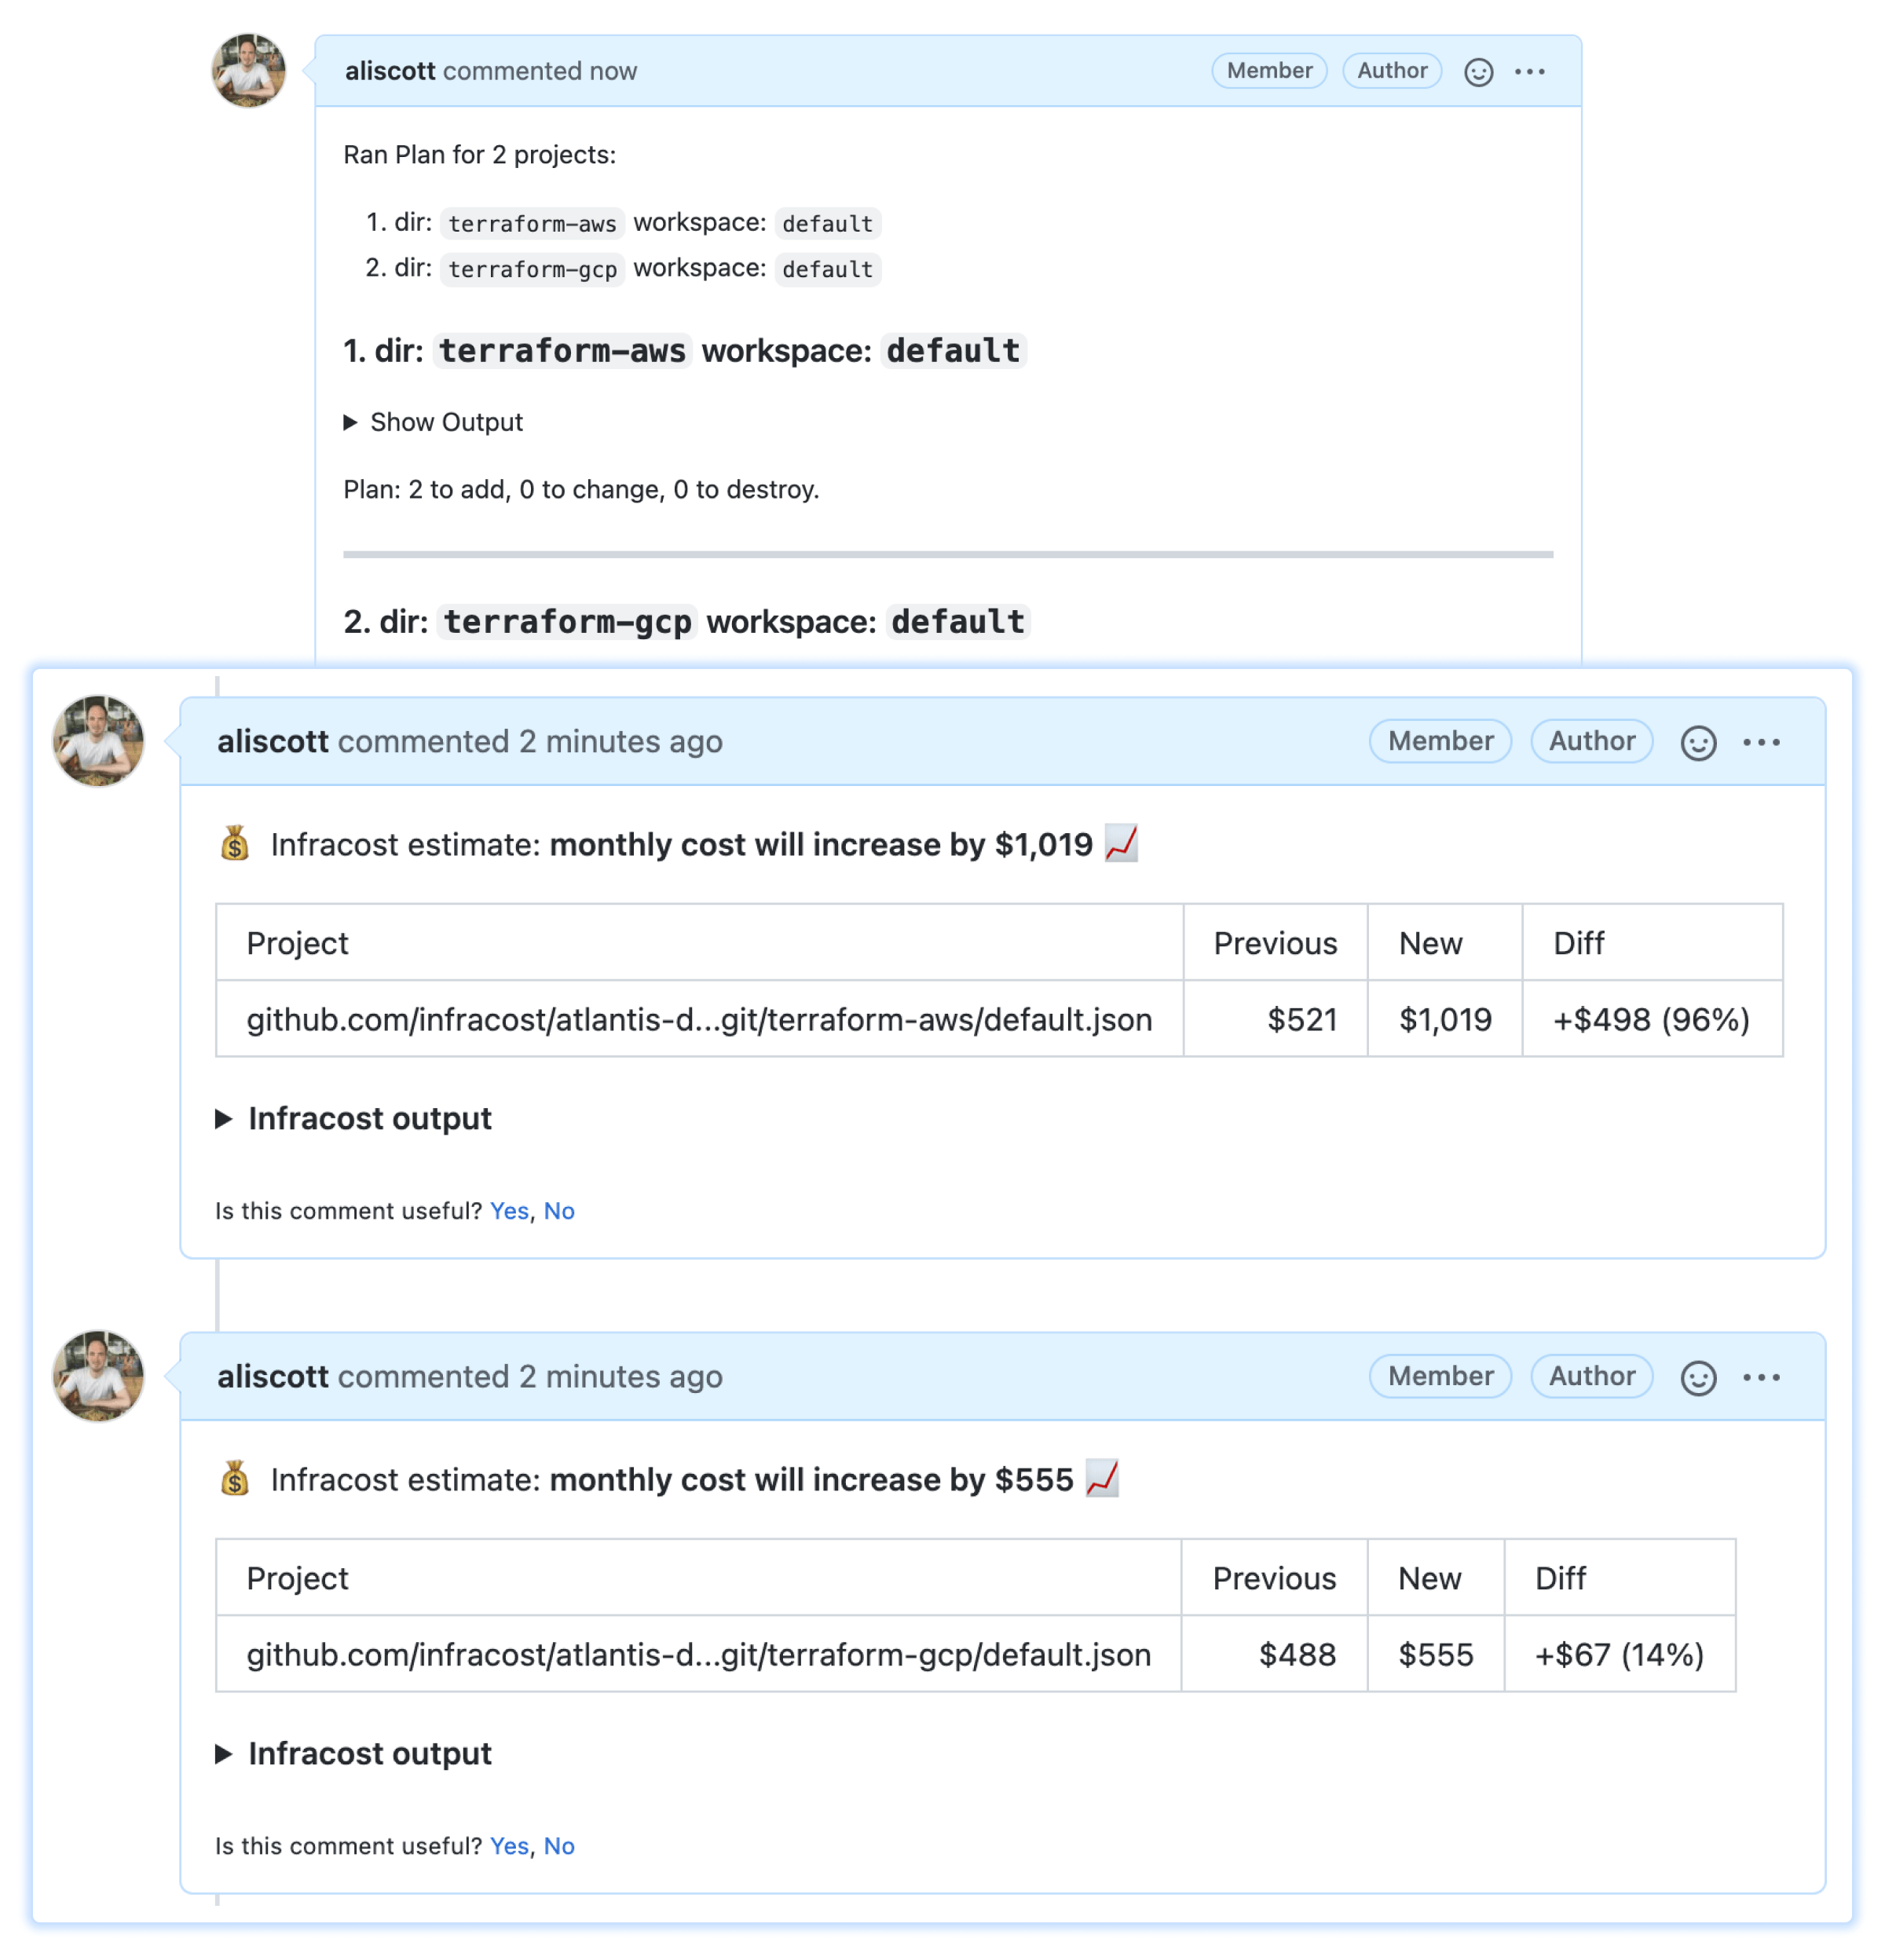 aliscott commented now Member Author
Ran Plan for 2 projects:
1. dir: terraform-aws workspace: default
2. dir: terraform-gcp workspace: default
1. dir: terraform-aws workspace: default
Show Output
Plan: 2 to add, 0 to change, 0 to destroy.
2. dir: terraform-gcp workspace: default
aliscott commented 2 minutes ago Member Author
Infracost estimate: monthly cost will increase by $1,019
Project Previous New Diff
github.com/infracost/atlantis-d...git/terraform-aws/default.json $521 $1,019 +$498 (96%)
Infracost output
Is this comment useful? Yes, No
aliscott commented 2 minutes ago Member Author
Infracost estimate: monthly cost will increase by $555
Project Previous New Diff
github.com/infracost/atlantis-d...git/terraform-gcp/default.json $488 $555 +$67 (14%)
Infracost output
Is this comment useful? Yes, No